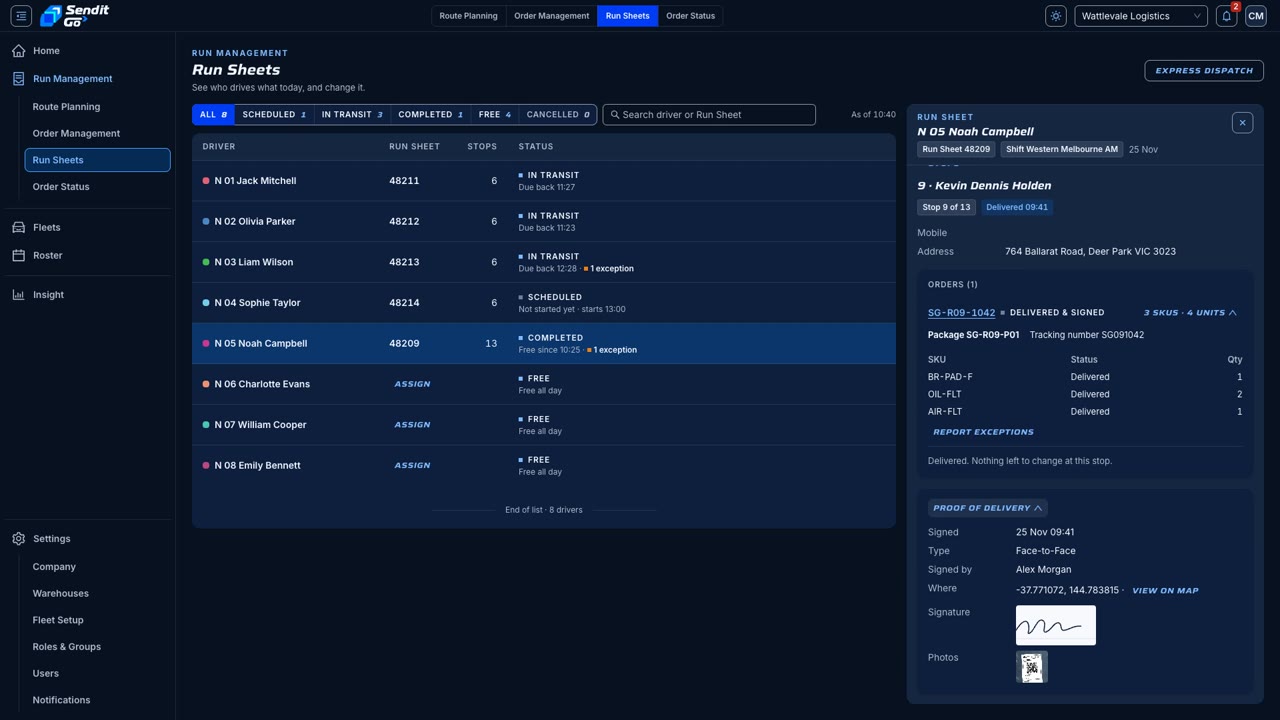 Sendit Go
Route Planning
Order Management
Run Sheets
Order Status
Wattlevale Logistics
2
CM
Home
Run Management
Route Planning
Order Management
Run Sheets
Order Status
Fleets
Roster
Insight
Settings
Company
Warehouses
Fleet Setup
Roles & Groups
Users
Notifications
RUN MANAGEMENT
Run Sheets
See who drives what today, and change it.
EXPRESS DISPATCH
ALL 8
SCHEDULED 1
IN TRANSIT 3
COMPLETED 1
FREE 4
CANCELLED 0
Search driver or Run Sheet
As of 10:40
DRIVER RUN SHEET STOPS STATUS
N 01 Jack Mitchell 48211 6 IN TRANSIT
Due back 11:27
N 02 Olivia Parker 48212 6 IN TRANSIT
Due back 11:23
N 03 Liam Wilson 48213 6 IN TRANSIT
Due back 12:28 · 1 exception
N 04 Sophie Taylor 48214 6 SCHEDULED
Not started yet · starts 13:00
N 05 Noah Campbell 48209 13 COMPLETED
Free since 10:25 · 1 exception
N 06 Charlotte Evans ASSIGN FREE
Free all day
N 07 William Cooper ASSIGN FREE
Free all day
N 08 Emily Bennett ASSIGN FREE
Free all day
End of list · 8 drivers
RUN SHEET
N 05 Noah Campbell
Run Sheet 48209 Shift Western Melbourne AM 25 Nov
9 · Kevin Dennis Holden
Stop 9 of 13 Delivered 09:41
Mobile
Address 764 Ballarat Road, Deer Park VIC 3023
ORDERS (1)
SG-R09-1042 DELIVERED & SIGNED 3 SKUS · 4 UNITS
Package SG-R09-P01 Tracking number SG091042
SKU Status Qty
BR-PAD-F Delivered 1
OIL-FLT Delivered 2
AIR-FLT Delivered 1
REPORT EXCEPTIONS
Delivered. Nothing left to change at this stop.
PROOF OF DELIVERY
Signed 25 Nov 09:41
Type Face-to-Face
Signed by Alex Morgan
Where -37.771072, 144.783815 · VIEW ON MAP
Signature
Photos